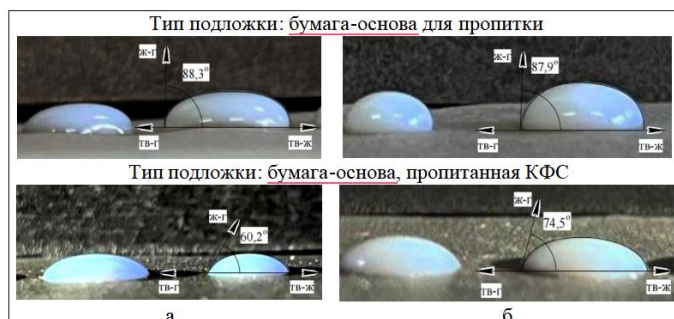 Тип подложки: бумага-основа для пропитки
ж-г
88,3°
тв-г
тв-ж
ж-г
87,9°
тв-г
тв-ж
Тип подложки: бумага-основа, пропитанная КФС
ж-г
60,2°
тв-г
тв-ж
ж-г
74,5°
тв-г
тв-ж
а
б